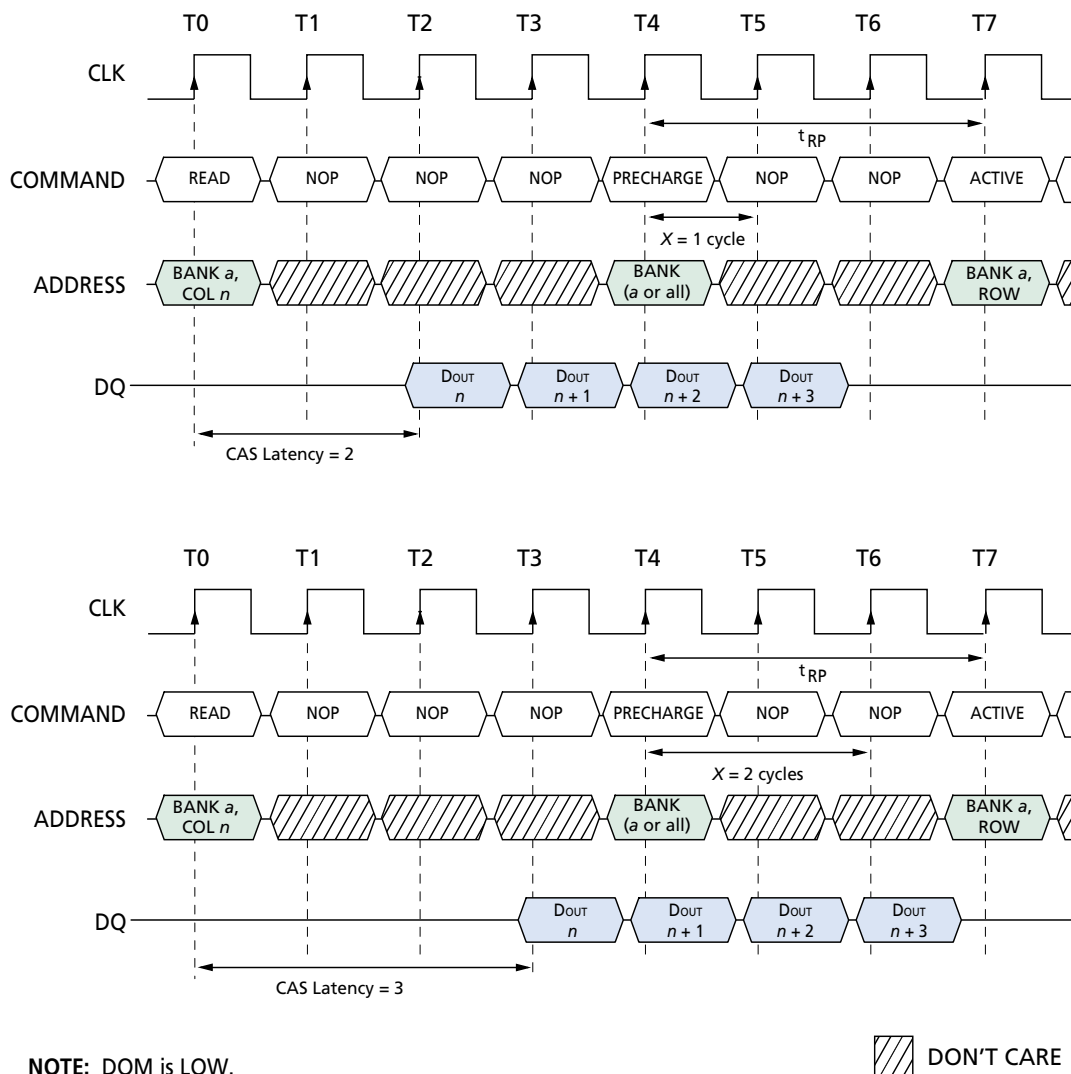 T0 T1 T2 T3 T4 T5 T6 T7
CLK
tRP
COMMAND READ NOP NOP NOP PRECHARGE NOP NOP ACTIVE
X = 1 cycle
ADDRESS BANK a, COL n BANK (a or all) BANK a, ROW
DQ DOUT n DOUT n + 1 DOUT n + 2 DOUT n + 3
CAS Latency = 2
T0 T1 T2 T3 T4 T5 T6 T7
CLK
tRP
COMMAND READ NOP NOP NOP PRECHARGE NOP NOP ACTIVE
X = 2 cycles
ADDRESS BANK a, COL n BANK (a or all) BANK a, ROW
DQ DOUT n DOUT n + 1 DOUT n + 2 DOUT n + 3
CAS Latency = 3
NOTE: DQM is LOW.
DON'T CARE